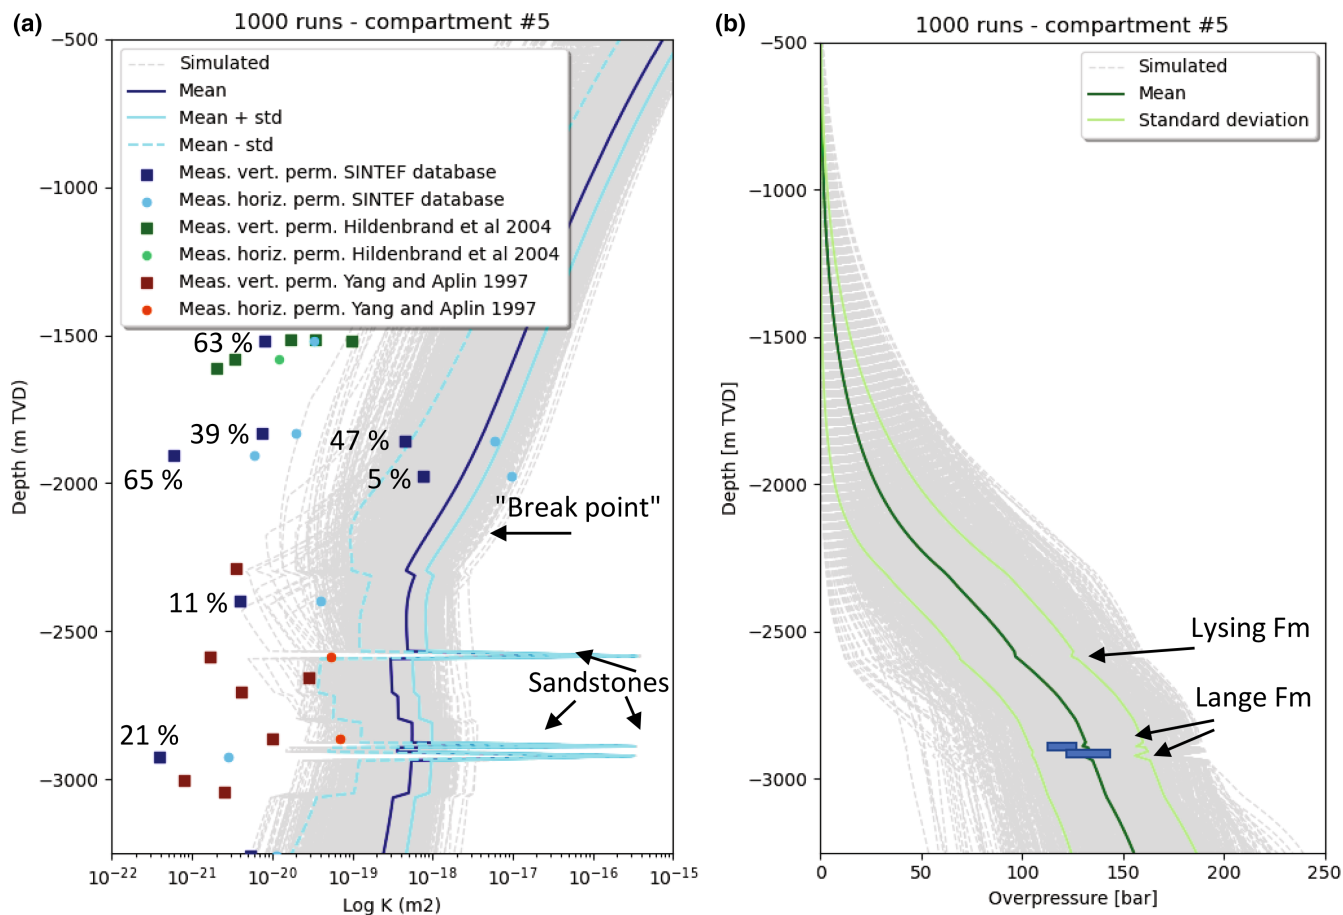 (a)
1000 runs - compartment #5
−500
−1000
−1500
−2000
−2500
−3000
Depth (m TVD)
Simulated
Mean
Mean + std
Mean - std
Meas. vert. perm. SINTEF database
Meas. horiz. perm. SINTEF database
Meas. vert. perm. Hildenbrand et al 2004
Meas. horiz. perm. Hildenbrand et al 2004
Meas. vert. perm. Yang and Aplin 1997
Meas. horiz. perm. Yang and Aplin 1997
63 %
39 %
47 %
65 %
5 %
"Break point"
11 %
Sandstones
21 %
10−22
10−21
10−20
10−19
10−18
10−17
10−16
10−15
Log K (m2)
(b)
1000 runs - compartment #5
−500
−1000
−1500
−2000
−2500
−3000
Depth [m TVD]
Simulated
Mean
Standard deviation
Lysing Fm
Lange Fm
0
50
100
150
200
250
Overpressure [bar]